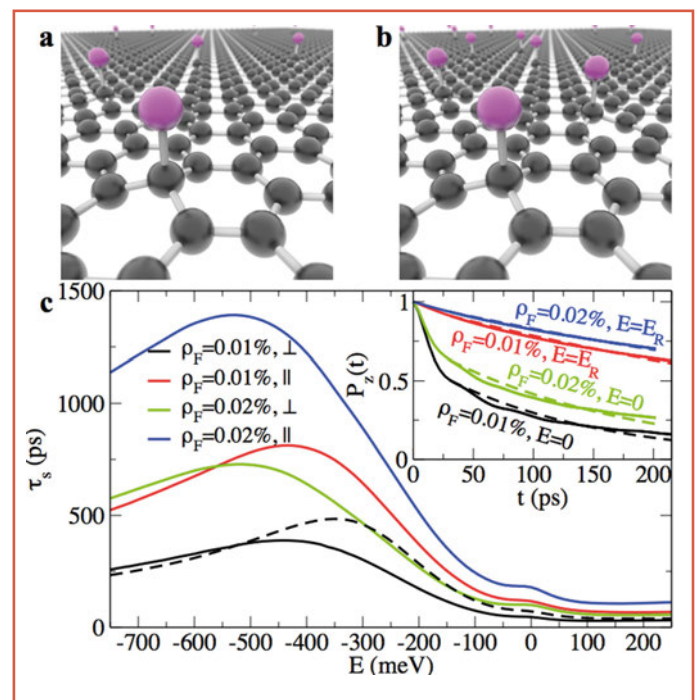 a
b
c
1500
1000
500
0
τs (ps)
ρF=0.01%, ⊥
ρF=0.01%, ||
ρF=0.02%, ⊥
ρF=0.02%, ||
-700 -600 -500 -400 -300 -200 -100 0 100 200
E (meV)
1
0.5
0
Pz(t)
ρF=0.02%, E=ER
ρF=0.01%, E=ER
ρF=0.02%, E=0
ρF=0.01%, E=0
0 50 100 150 200
t (ps)